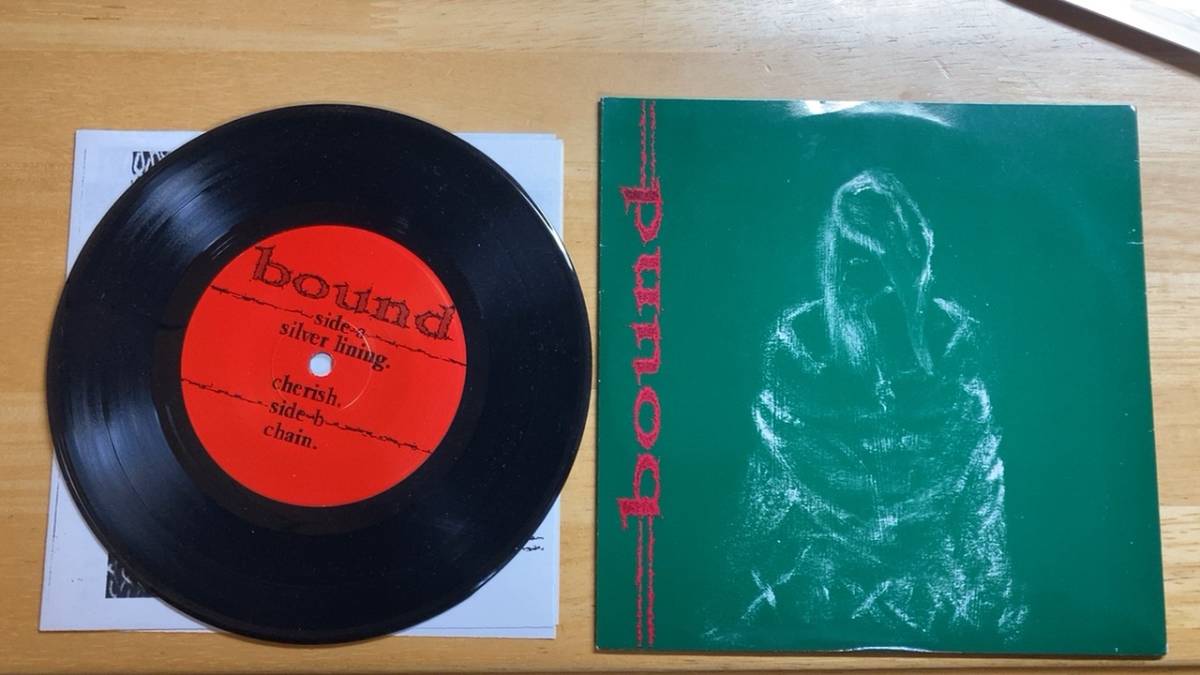 bound
side-a
silver lining.
cherish.
side-b
chain.
bound